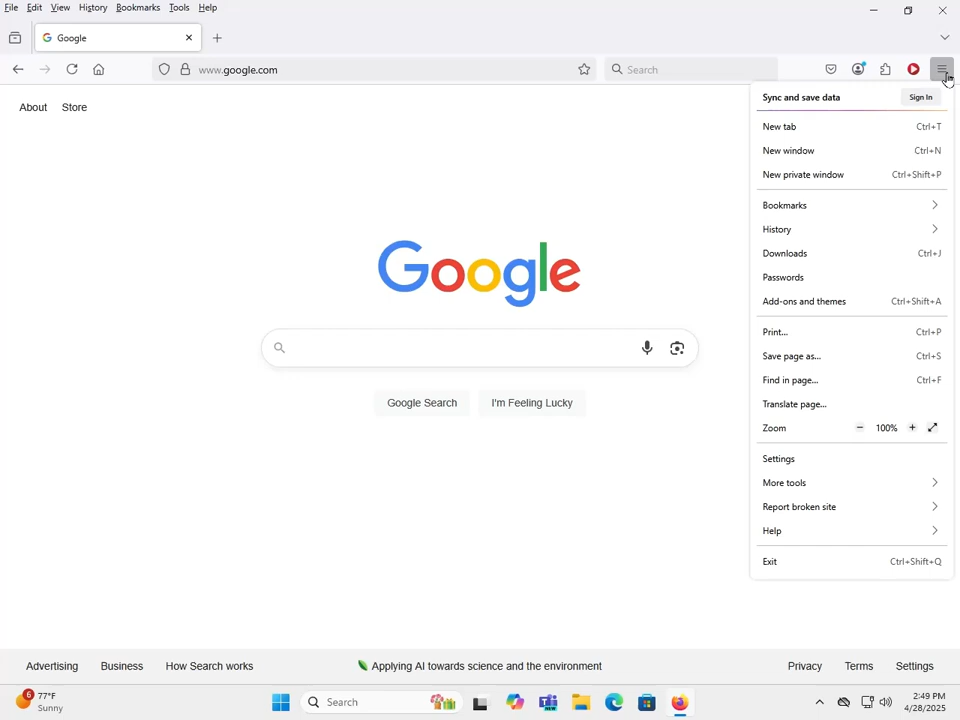 File Edit View History Bookmarks Tools Help
Google
www.google.com
Search
About Store
Sync and save data Sign In
New tab Ctrl+T
New window Ctrl+N
New private window Ctrl+Shift+P
Bookmarks
History
Downloads Ctrl+J
Passwords
Add-ons and themes Ctrl+Shift+A
Print... Ctrl+P
Save page as... Ctrl+S
Find in page... Ctrl+F
Translate page...
Zoom 100%
Settings
More tools
Report broken site
Help
Exit Ctrl+Shift+Q
Google
Google Search I'm Feeling Lucky
Advertising Business How Search works Applying AI towards science and the environment Privacy Terms Settings
6 77°F
Sunny
Search
NEW
2:49 PM
4/28/2025